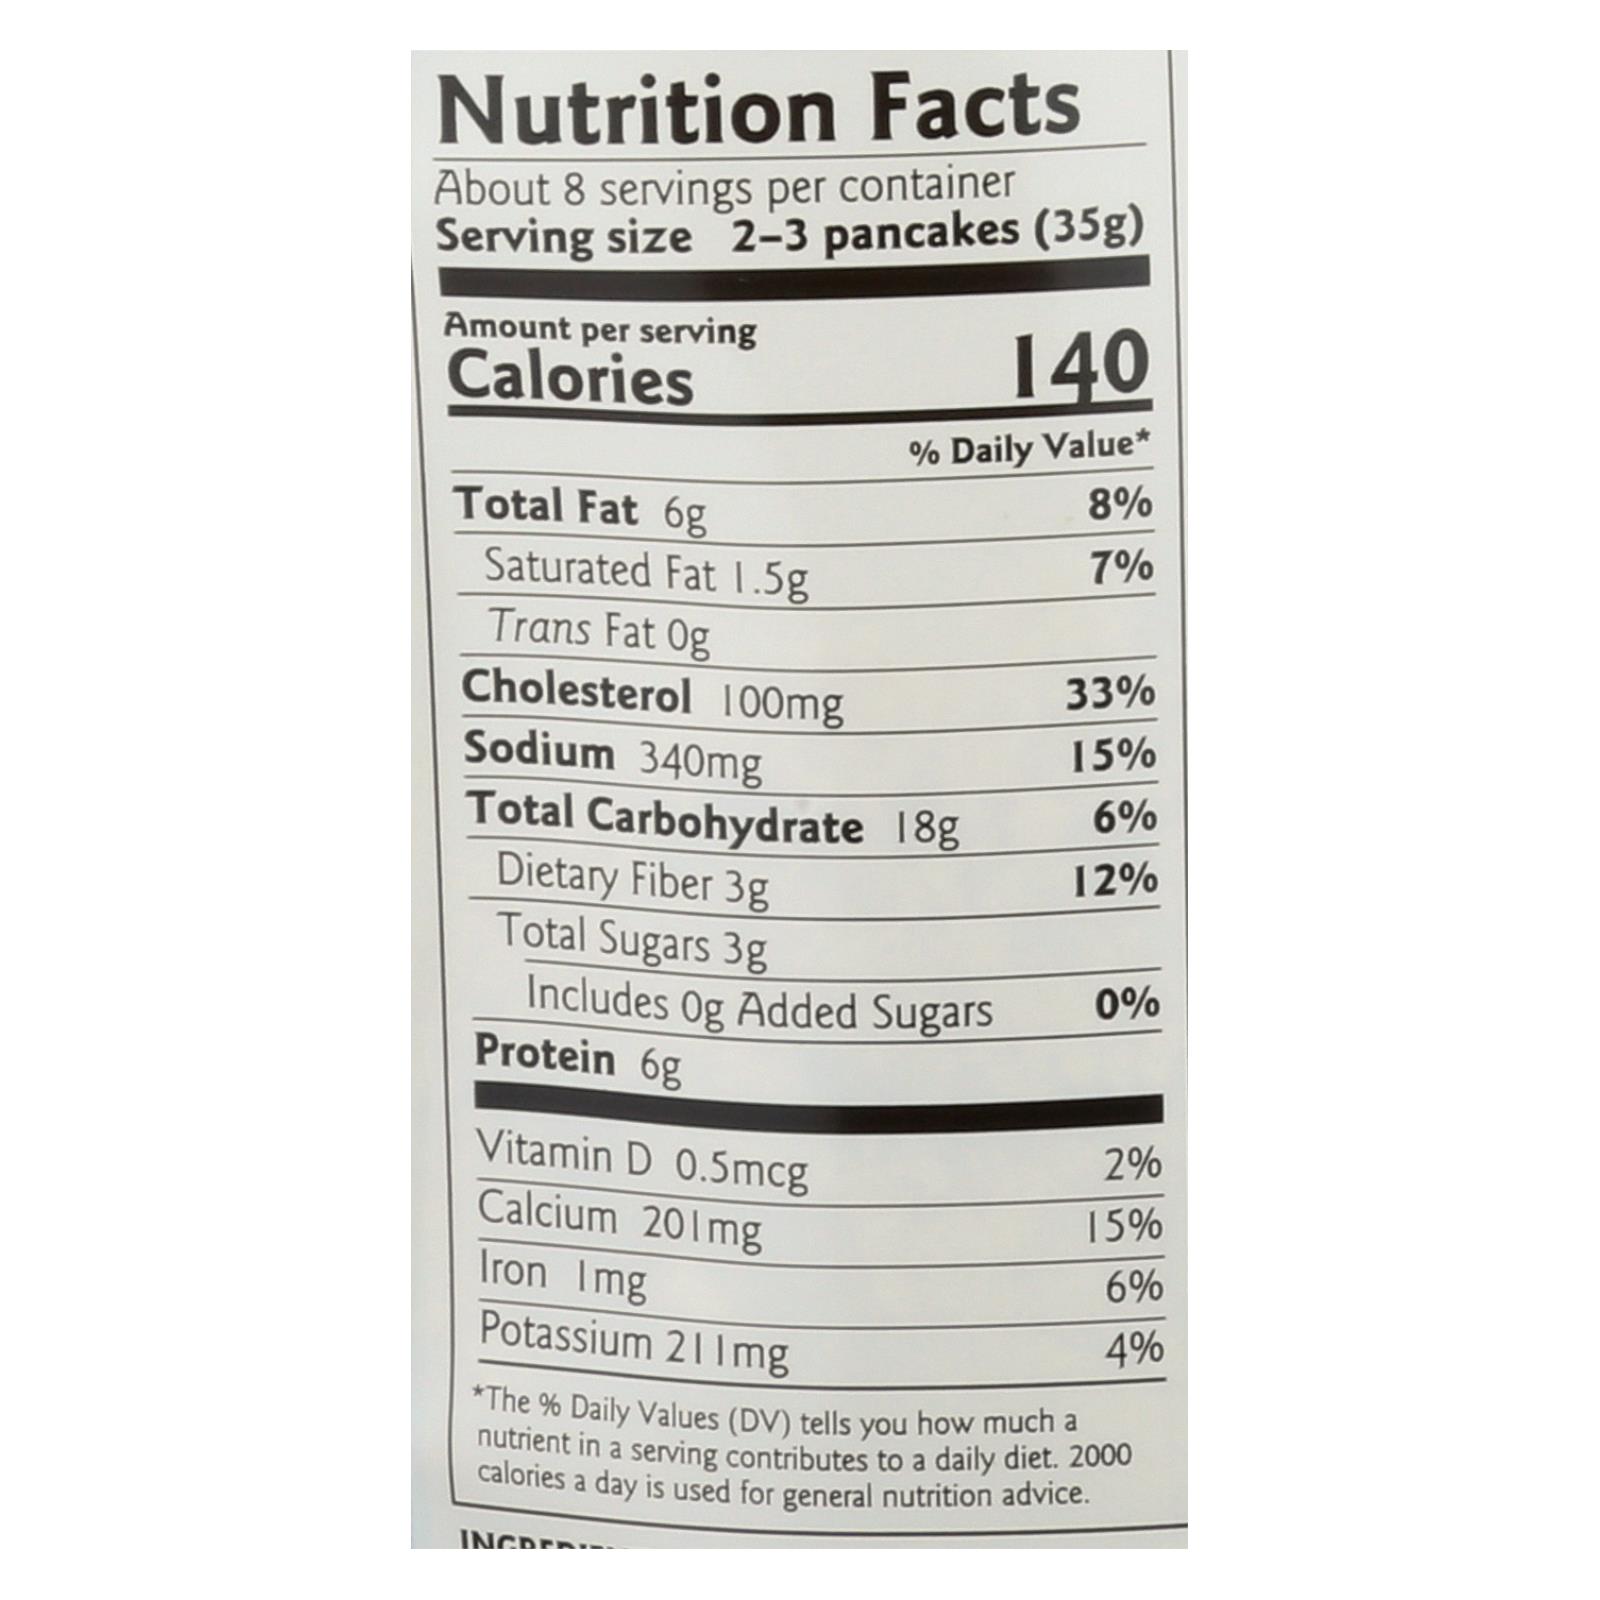 Nutrition Facts
About 8 servings per container
Serving size 2–3 pancakes (35g)
Amount per serving
Calories 140
% Daily Value*
Total Fat 6g 8%
Saturated Fat 1.5g 7%
Trans Fat 0g
Cholesterol 100mg 33%
Sodium 340mg 15%
Total Carbohydrate 18g 6%
Dietary Fiber 3g 12%
Total Sugars 3g
Includes 0g Added Sugars 0%
Protein 6g
Vitamin D 0.5mcg 2%
Calcium 201mg 15%
Iron 1mg 6%
Potassium 211mg 4%
*The % Daily Values (DV) tells you how much a
nutrient in a serving contributes to a daily diet. 2000
calories a day is used for general nutrition advice.